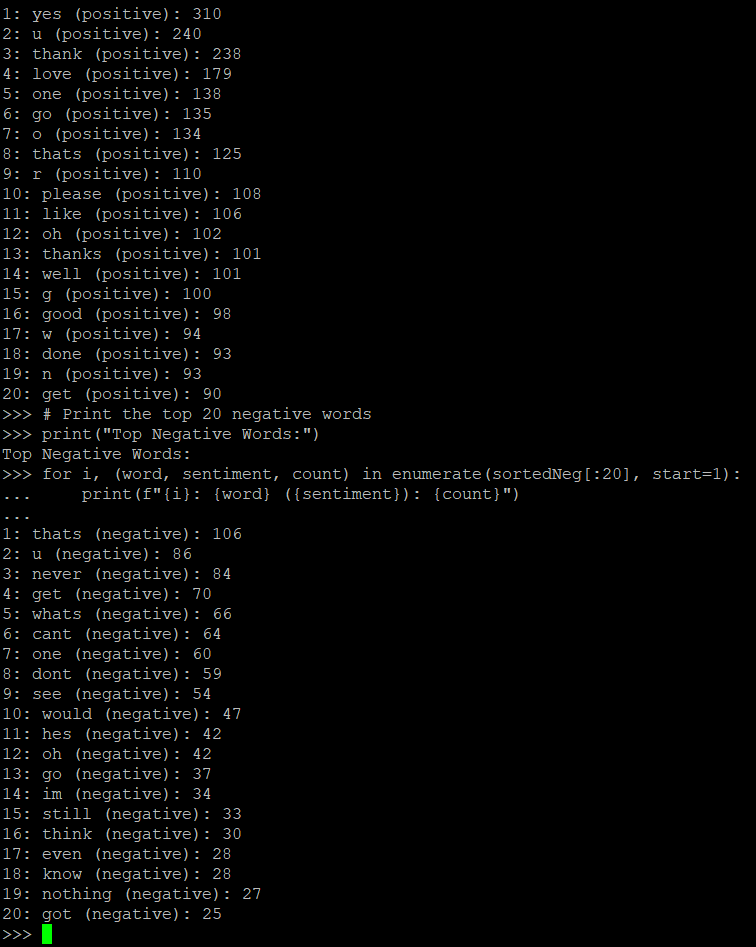 1: yes (positive): 310
2: u (positive): 240
3: thank (positive): 238
4: love (positive): 179
5: one (positive): 138
6: go (positive): 135
7: o (positive): 134
8: thats (positive): 125
9: r (positive): 110
10: please (positive): 108
11: like (positive): 106
12: oh (positive): 102
13: thanks (positive): 101
14: well (positive): 101
15: g (positive): 100
16: good (positive): 98
17: w (positive): 94
18: done (positive): 93
19: n (positive): 93
20: get (positive): 90
>>> # Print the top 20 negative words
>>> print("Top Negative Words:")
Top Negative Words:
>>> for i, (word, sentiment, count) in enumerate(sortedNeg[:20], start=1):
...     print(f"{i}: {word} ({sentiment}): {count}")
...
1: thats (negative): 106
2: u (negative): 86
3: never (negative): 84
4: get (negative): 70
5: whats (negative): 66
6: cant (negative): 64
7: one (negative): 60
8: dont (negative): 59
9: see (negative): 54
10: would (negative): 47
11: hes (negative): 42
12: oh (negative): 42
13: go (negative): 37
14: im (negative): 34
15: still (negative): 33
16: think (negative): 30
17: even (negative): 28
18: know (negative): 28
19: nothing (negative): 27
20: got (negative): 25
>>>